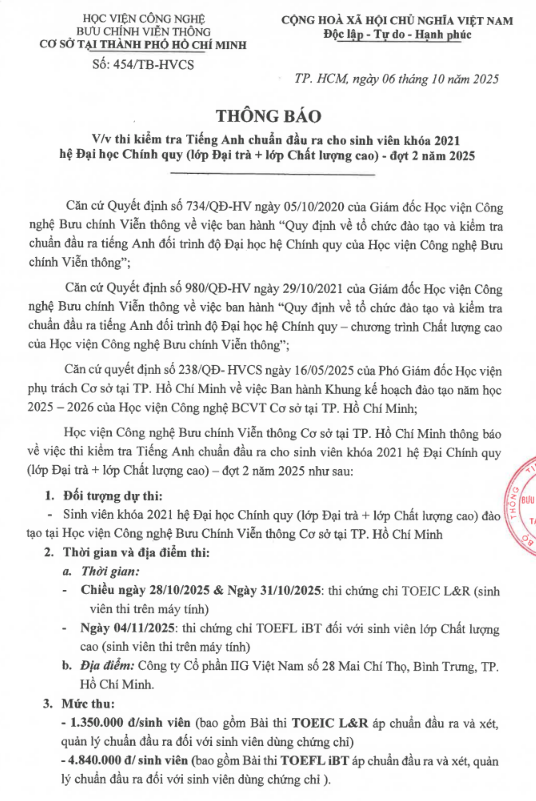 HỌC VIỆN CÔNG NGHỆ
BƯU CHÍNH VIỄN THÔNG
CƠ SỞ TẠI THÀNH PHỐ HỒ CHÍ MINH
Số: 454/TB-HVCS
CỘNG HOÀ XÃ HỘI CHỦ NGHĨA VIỆT NAM
Độc lập - Tự do - Hạnh phúc
TP. HCM, ngày 06 tháng 10 năm 2025
THÔNG BÁO
V/v thi kiểm tra Tiếng Anh chuẩn đầu ra cho sinh viên khóa 2021
hệ Đại học Chính quy (lớp Đại trà + lớp Chất lượng cao) - đợt 2 năm 2025
Căn cứ Quyết định số 734/QĐ-HV ngày 05/10/2020 của Giám đốc Học viện Công
nghệ Bưu chính Viễn thông về việc ban hành “Quy định về tổ chức đào tạo và kiểm tra
chuẩn đầu ra tiếng Anh đối trình độ Đại học hệ Chính quy của Học viện Công nghệ Bưu
chính Viễn thông”;
Căn cứ Quyết định số 980/QĐ-HV ngày 29/10/2021 của Giám đốc Học viện Công
nghệ Bưu chính Viễn thông về việc ban hành “Quy định về tổ chức đào tạo và kiểm tra
chuẩn đầu ra tiếng Anh đối trình độ Đại học hệ Chính quy – chương trình Chất lượng cao
của Học viện Công nghệ Bưu chính Viễn thông”;
Căn cứ quyết định số 238/QĐ- HVCS ngày 16/05/2025 của Phó Giám đốc Học viện
phụ trách Cơ sở tại TP. Hồ Chí Minh về việc Ban hành Khung kế hoạch đào tạo năm học
2025 – 2026 của Học viện Công nghệ BCVT Cơ sở tại TP. Hồ Chí Minh;
Học viện Công nghệ Bưu chính Viễn thông Cơ sở tại TP. Hồ Chí Minh thông báo
về việc thi kiểm tra Tiếng Anh chuẩn đầu ra cho sinh viên khóa 2021 hệ Đại Chính quy
(lớp Đại trà + lớp Chất lượng cao) – đợt 2 năm 2025 như sau:
1. Đối tượng dự thi:
- Sinh viên khóa 2021 hệ Đại học Chính quy (lớp Đại trà + lớp Chất lượng cao) đào
tạo tại Học viện Công nghệ Bưu Chính Viễn thông Cơ sở tại TP. Hồ Chí Minh
2. Thời gian và địa điểm thi:
a. Thời gian:
- Chiều ngày 28/10/2025 & Ngày 31/10/2025: thi chứng chỉ TOEIC L&R (sinh
viên thi trên máy tính)
- Ngày 04/11/2025: thi chứng chỉ TOEFL iBT đối với sinh viên lớp Chất lượng
cao (sinh viên thi trên máy tính)
b. Địa điểm: Công ty Cổ phần IIG Việt Nam số 28 Mai Chí Thọ, Bình Trưng, TP.
Hồ Chí Minh.
3. Mức thu:
- 1.350.000 đ/sinh viên (bao gồm Bài thi TOEIC L&R áp chuẩn đầu ra và xét,
quản lý chuẩn đầu ra đối với sinh viên dùng chứng chỉ)
- 4.840.000 đ/ sinh viên (bao gồm Bài thi TOEFL iBT áp chuẩn đầu ra và xét, quản
lý chuẩn đầu ra đối với sinh viên dùng chứng chỉ ).